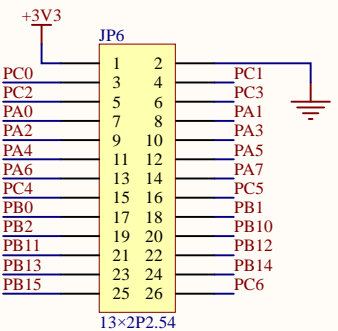 +3V3
JP6
1 2
PC0 3 4 PC1
PC2 5 6 PC3
PA0 7 8 PA1
PA2 9 10 PA3
PA4 11 12 PA5
PA6 13 14 PA7
PC4 15 16 PC5
PB0 17 18 PB1
PB2 19 20 PB10
PB11 21 22 PB12
PB13 23 24 PB14
PB15 25 26 PC6
13×2P2.54